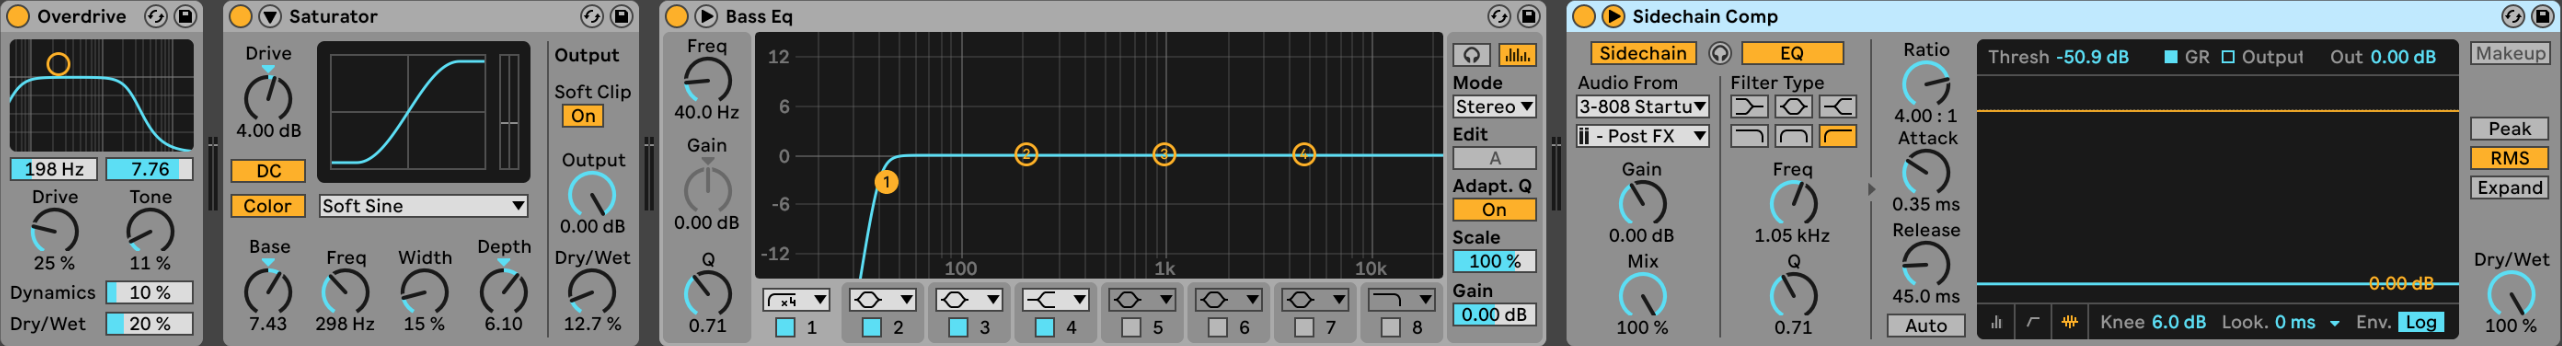 Overdrive
198 Hz 7.76
Drive Tone
25 % 11 %
Dynamics 10 %
Dry/Wet 20 %
Saturator
Drive
4.00 dB
DC
Color Soft Sine
Base Freq Width Depth
7.43 298 Hz 15 % 6.10
Output
Soft Clip
On
Output
0.00 dB
Dry/Wet
12.7 %
Bass Eq
Freq
40.0 Hz
Gain
0.00 dB
Q
0.71
12
6
0
-6
-12
100 1k 10k
1 2 3 4
x4
1 2 3 4 5 6 7 8
Mode
Stereo
Edit
A
Adapt. Q
On
Scale
100 %
Gain
0.00 dB
Sidechain Comp
Sidechain EQ
Audio From Filter Type
3-808 Startu
- Post FX
Gain Freq
0.00 dB 1.05 kHz
Mix Q
100 % 0.71
Ratio
4.00 : 1
Attack
0.35 ms
Release
45.0 ms
Auto
Thresh -50.9 dB GR Output Out 0.00 dB
0.00 dB
Knee 6.0 dB Look. 0 ms Env. Log
Makeup
Peak
RMS
Expand
Dry/Wet
100 %